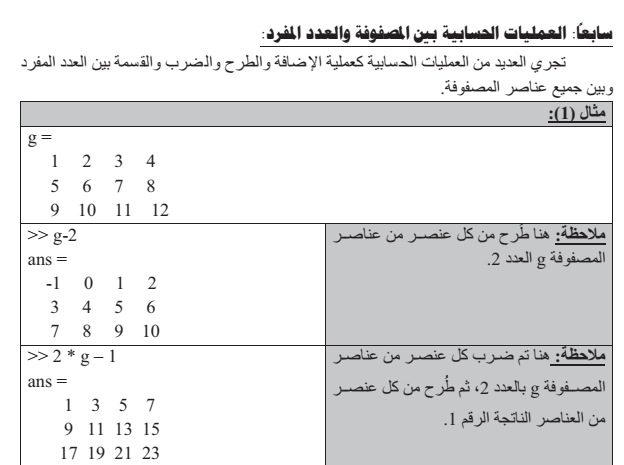 سابعاً: العمليات الحسابية بين المصفوفة والعدد المفرد:
تجري العديد من العمليات الحسابية كعملية الإضافة والطرح والضرب والقسمة بين العدد المفرد
وبين جميع عناصر المصفوفة.
مثال (1):
g =
1 2 3 4
5 6 7 8
9 10 11 12
ملاحظة: هنا طُرح من كل عنصر من عناصر
المصفوفة g العدد 2.
>> g-2
ans =
-1 0 1 2
3 4 5 6
7 8 9 10
ملاحظة: هنا تم ضرب كل عنصر من عناصر
المصفوفة g بالعدد 2، ثم طُرح من كل عنصر
من العناصر الناتجة الرقم 1.
>> 2 * g – 1
ans =
1 3 5 7
9 11 13 15
17 19 21 23